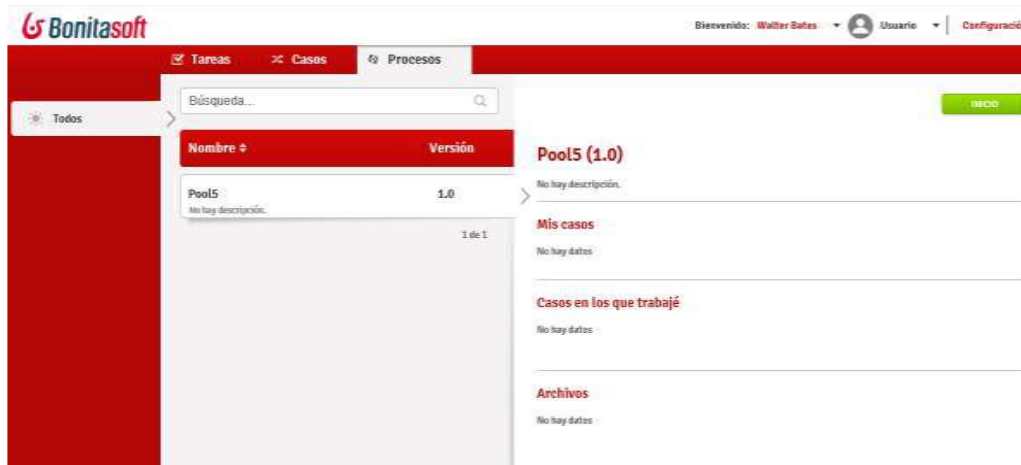 Bonitasoft
Bienvenido: Walter Bates Usuario Configuració
Tareas Casos Procesos
Búsqueda...
INICIO
Todos
Nombre Versión
Pool5 (1.0)
Pool5 1.0
No hay descripción.
No hay descripción.
1 de 1
Mis casos
No hay datos
Casos en los que trabajé
No hay datos
Archivos
No hay datos